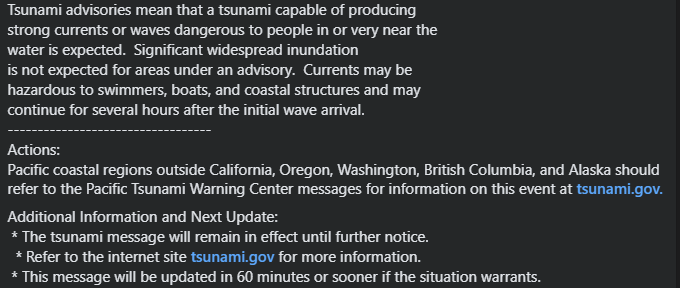 Tsunami advisories mean that a tsunami capable of producing
strong currents or waves dangerous to people in or very near the
water is expected.  Significant widespread inundation
is not expected for areas under an advisory.  Currents may be
hazardous to swimmers, boats, and coastal structures and may
continue for several hours after the initial wave arrival.
----------------------------------
Actions:
Pacific coastal regions outside California, Oregon, Washington, British Columbia, and Alaska should
refer to the Pacific Tsunami Warning Center messages for information on this event at tsunami.gov.
Additional Information and Next Update:
* The tsunami message will remain in effect until further notice.
* Refer to the internet site tsunami.gov for more information.
* This message will be updated in 60 minutes or sooner if the situation warrants.